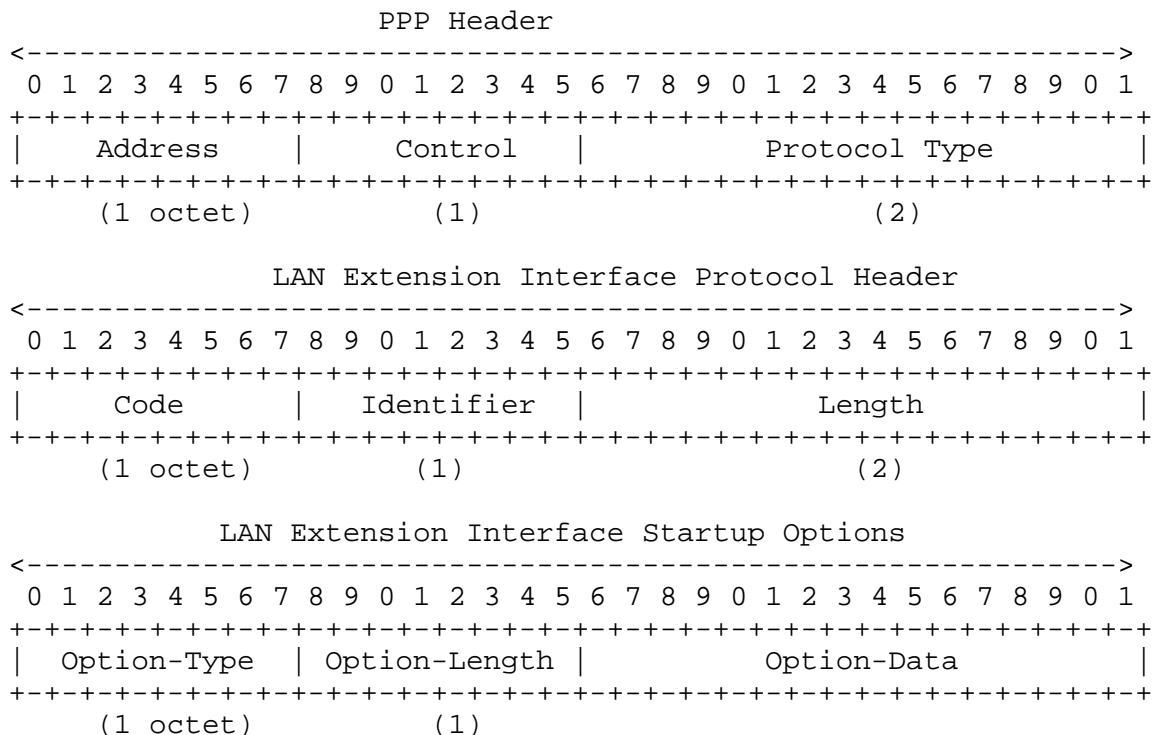 PPP Header
<-------------------------------------------------------------->
 0 1 2 3 4 5 6 7 8 9 0 1 2 3 4 5 6 7 8 9 0 1 2 3 4 5 6 7 8 9 0 1
+-+-+-+-+-+-+-+-+-+-+-+-+-+-+-+-+-+-+-+-+-+-+-+-+-+-+-+-+-+-+-+-+
|    Address    |    Control    |          Protocol Type        |
+-+-+-+-+-+-+-+-+-+-+-+-+-+-+-+-+-+-+-+-+-+-+-+-+-+-+-+-+-+-+-+-+
     (1 octet)          (1)                      (2)
               LAN Extension Interface Protocol Header
<-------------------------------------------------------------->
 0 1 2 3 4 5 6 7 8 9 0 1 2 3 4 5 6 7 8 9 0 1 2 3 4 5 6 7 8 9 0 1
+-+-+-+-+-+-+-+-+-+-+-+-+-+-+-+-+-+-+-+-+-+-+-+-+-+-+-+-+-+-+-+-+
|     Code      |   Identifier  |             Length            |
+-+-+-+-+-+-+-+-+-+-+-+-+-+-+-+-+-+-+-+-+-+-+-+-+-+-+-+-+-+-+-+-+
     (1 octet)         (1)                      (2)
            LAN Extension Interface Startup Options
<-------------------------------------------------------------->
 0 1 2 3 4 5 6 7 8 9 0 1 2 3 4 5 6 7 8 9 0 1 2 3 4 5 6 7 8 9 0 1
+-+-+-+-+-+-+-+-+-+-+-+-+-+-+-+-+-+-+-+-+-+-+-+-+-+-+-+-+-+-+-+-+
|  Option-Type  | Option-Length |          Option-Data          |
+-+-+-+-+-+-+-+-+-+-+-+-+-+-+-+-+-+-+-+-+-+-+-+-+-+-+-+-+-+-+-+-+
     (1 octet)          (1)